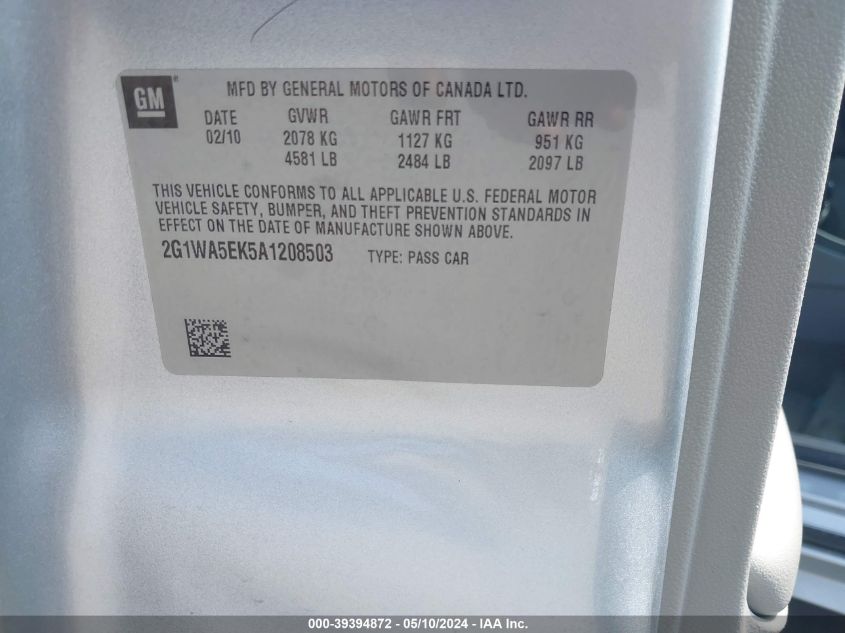 GM ®
MFD BY GENERAL MOTORS OF CANADA LTD.
DATE GVWR GAWR FRT GAWR RR
02/10 2078 KG 1127 KG 951 KG
4581 LB 2484 LB 2097 LB
THIS VEHICLE CONFORMS TO ALL APPLICABLE U.S. FEDERAL MOTOR
VEHICLE SAFETY, BUMPER, AND THEFT PREVENTION STANDARDS IN
EFFECT ON THE DATE OF MANUFACTURE SHOWN ABOVE.
2G1WA5EK5A1208503 TYPE: PASS CAR
000-39394872 - 05/10/2024 - IAA Inc.